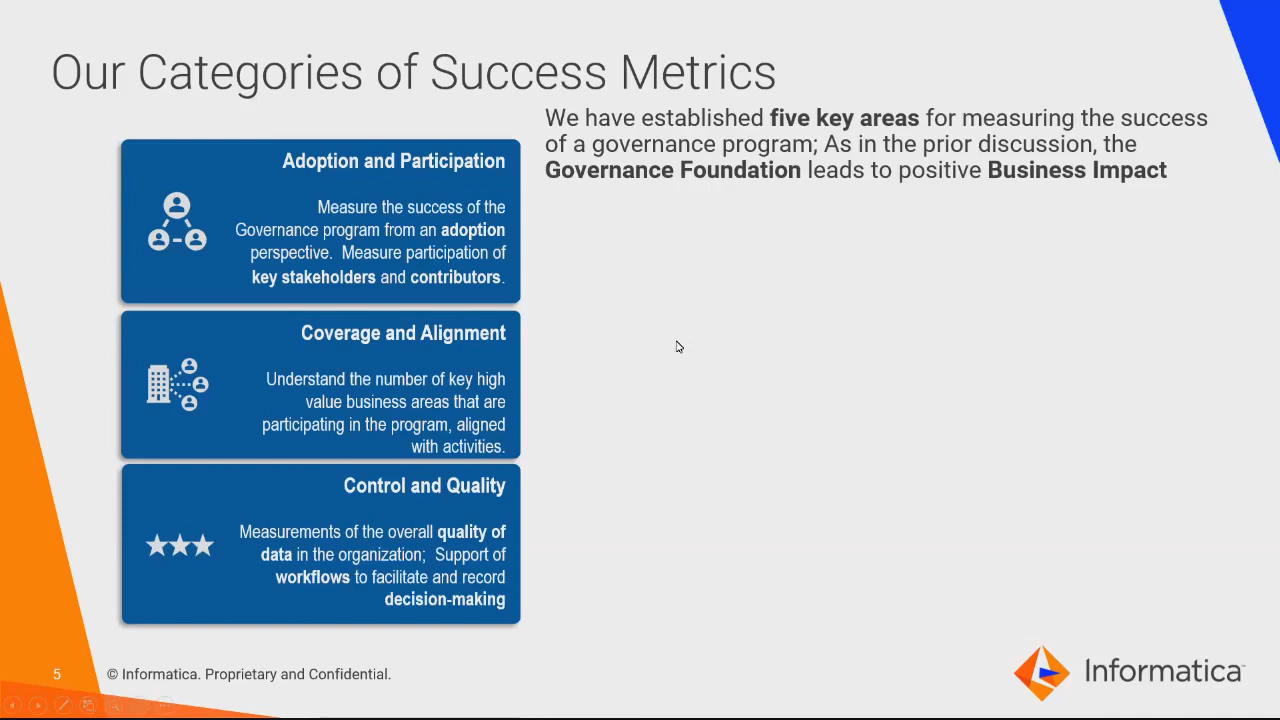 Our Categories of Success Metrics
We have established five key areas for measuring the success
of a governance program; As in the prior discussion, the
Governance Foundation leads to positive Business Impact
Adoption and Participation
Measure the success of the
Governance program from an adoption
perspective. Measure participation of
key stakeholders and contributors.
Coverage and Alignment
Understand the number of key high
value business areas that are
participating in the program, aligned
with activities.
Control and Quality
Measurements of the overall quality of
data in the organization; Support of
workflows to facilitate and record
decision-making
5
© Informatica. Proprietary and Confidential.
Informatica